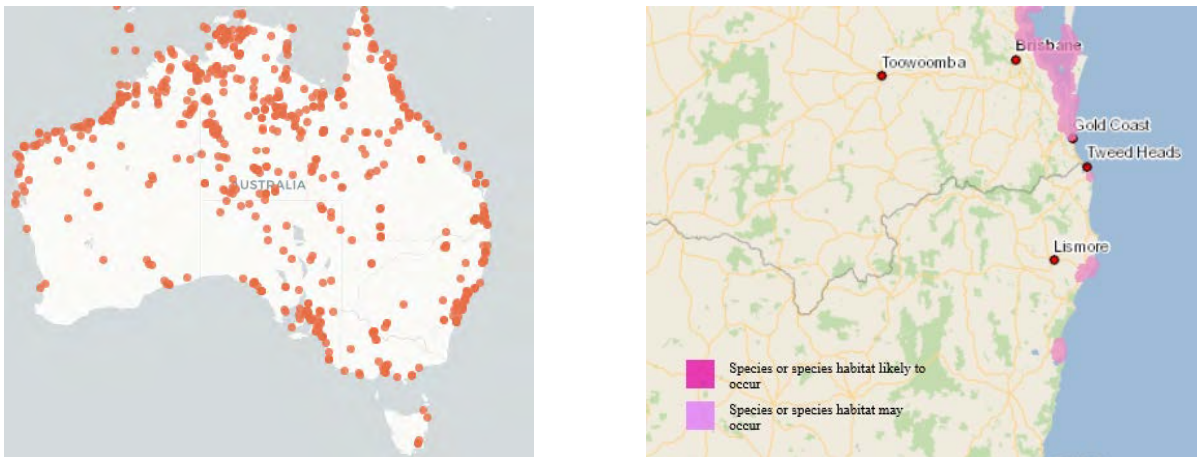 AUSTRALIA
Brisbane
Toowoomba
Gold Coast
Tweed Heads
Lismore
Species or species habitat likely to
occur
Species or species habitat may
occur